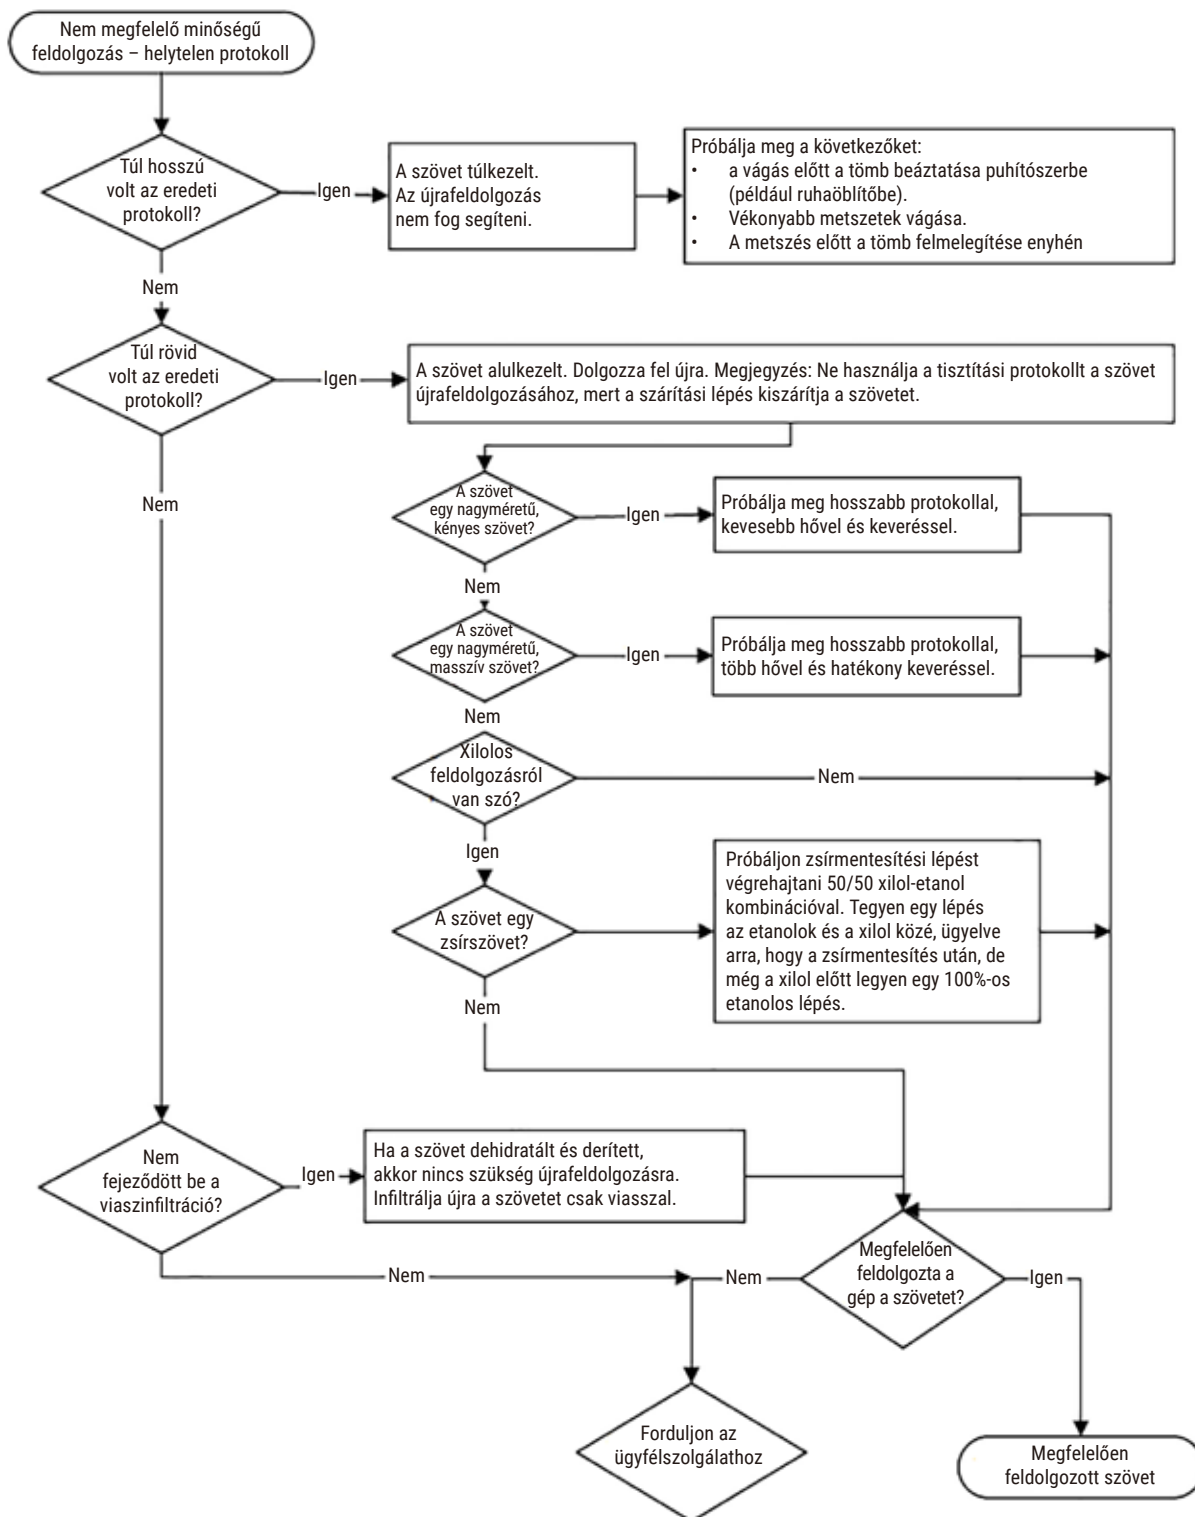 Nem megfelelő minőségű
feldolgozás – helytelen protokoll
Túl hosszú
volt az eredeti
protokoll?
Igen
A szövet túlkezelt.
Az újrafeldolgozás
nem fog segíteni.
Próbálja meg a következőket:
• a vágás előtt a tömb beáztatása puhítószerbe
(például ruhaöblítőbe).
• Vékonyabb metszetek vágása.
• A metszés előtt a tömb felmelegítése enyhén
Nem
Túl rövid
volt az eredeti
protokoll?
Igen
A szövet alulkezelt. Dolgozza fel újra. Megjegyzés: Ne használja a tisztítási protokollt a szövet
újrafeldolgozásához, mert a szárítási lépés kiszárítja a szövetet.
Nem
A szövet
egy nagyméretű,
kényes szövet?
Igen
Próbálja meg hosszabb protokollal,
kevesebb hővel és keveréssel.
Nem
A szövet
egy nagyméretű,
masszív szövet?
Igen
Próbálja meg hosszabb protokollal,
több hővel és hatékony keveréssel.
Nem
Xilolos
feldolgozásról
van szó?
Nem
Igen
A szövet egy
zsírszövet?
Próbáljon zsírmentesítési lépést
végrehajtani 50/50 xilol-etanol
kombinációval. Tegyen egy lépés
az etanolok és a xilol közé, ügyelve
arra, hogy a zsírmentesítés után, de
még a xilol előtt legyen egy 100%-os
etanolos lépés.
Nem
Nem
fejeződött be a
viaszinfiltráció?
Igen
Ha a szövet dehidratált és derített,
akkor nincs szükség újrafeldolgozásra.
Infiltrálja újra a szövetet csak viasszal.
Nem
Megfelelően
feldolgozta a
gép a szövetet?
Nem
Igen
Forduljon az
ügyfélszolgálathoz
Megfelelően
feldolgozott szövet